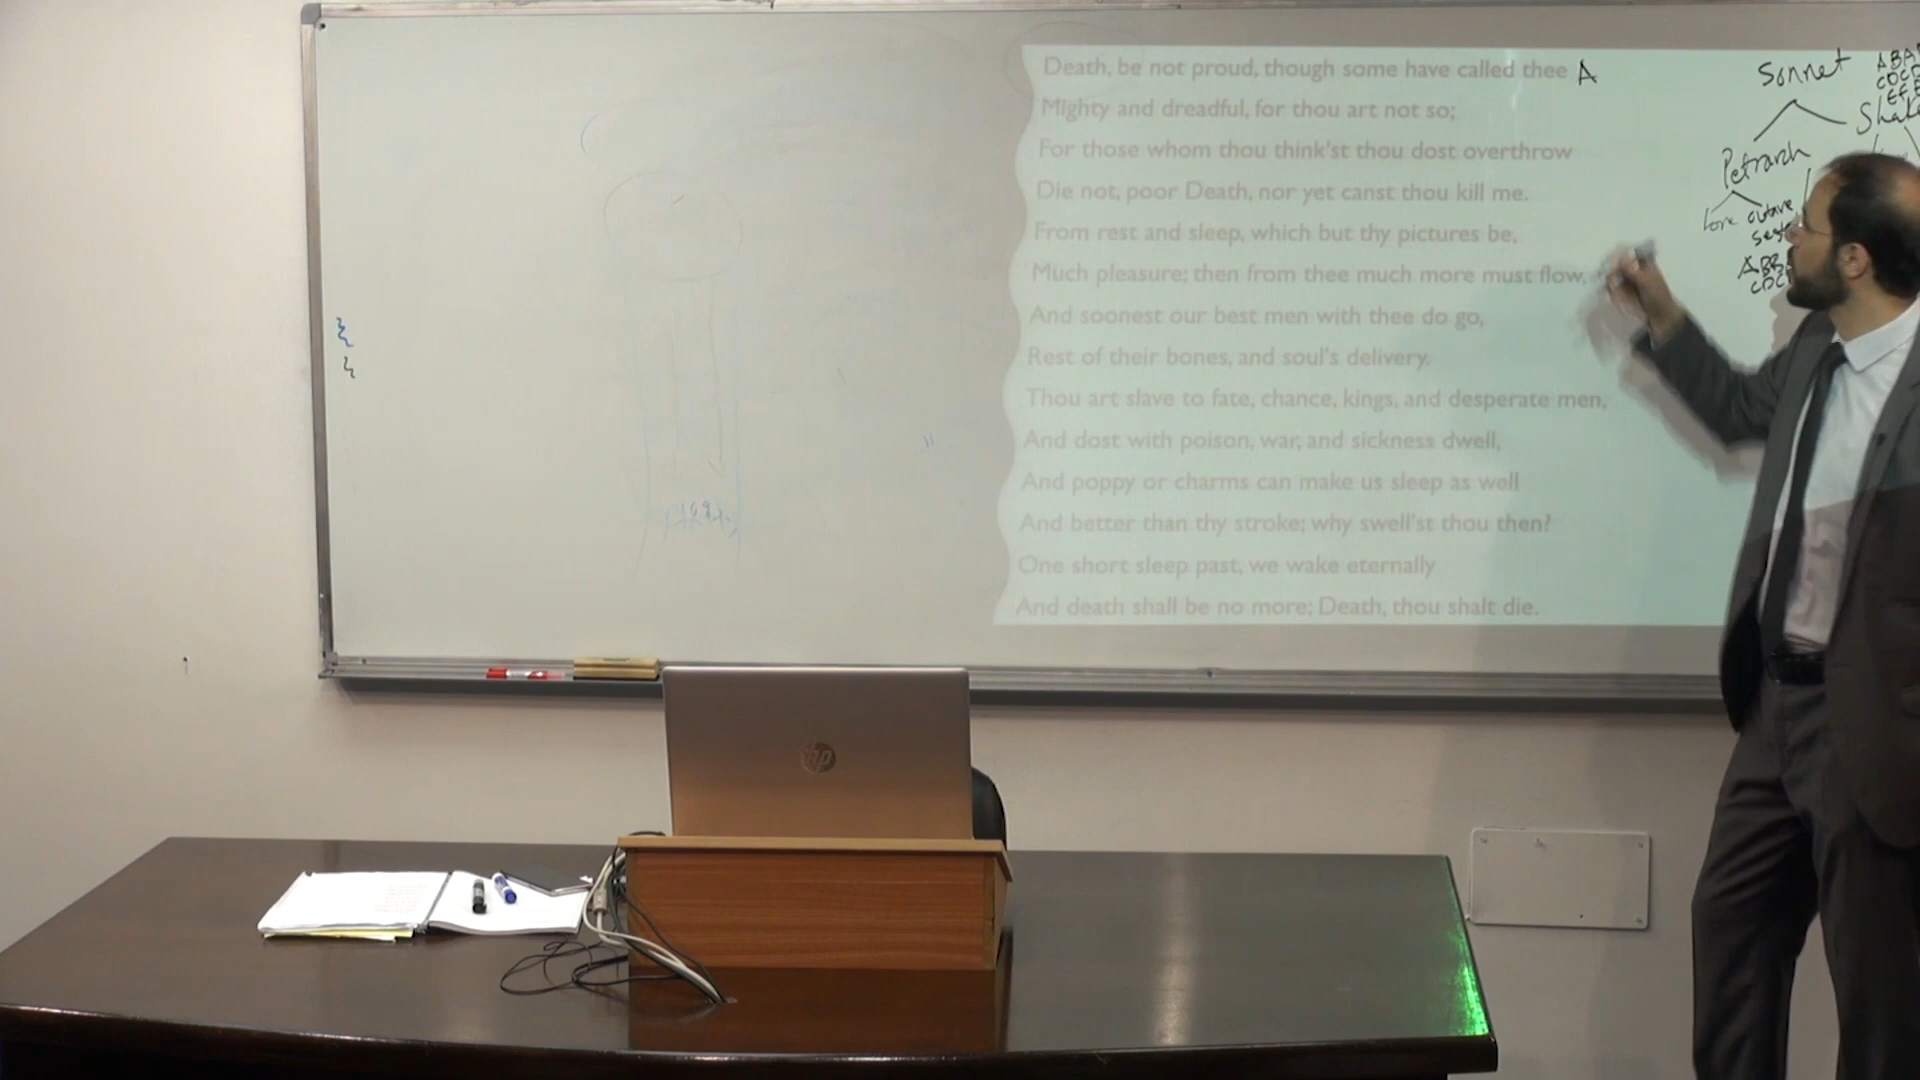 Death, be not proud, though some have called thee A
Mighty and dreadful, for thou art not so;
For those whom thou think'st thou dost overthrow
Die not, poor Death, nor yet canst thou kill me.
From rest and sleep, which but thy pictures be,
Much pleasure; then from thee much more must flow,
And soonest our best men with thee do go,
Rest of their bones, and soul's delivery.
Thou art slave to fate, chance, kings, and desperate men,
And dost with poison, war, and sickness dwell,
And poppy or charms can make us sleep as well
And better than thy stroke; why swell'st thou then?
One short sleep past, we wake eternally
And death shall be no more; Death, thou shalt die.
Sonnet
Petrarch
Love octave
hp